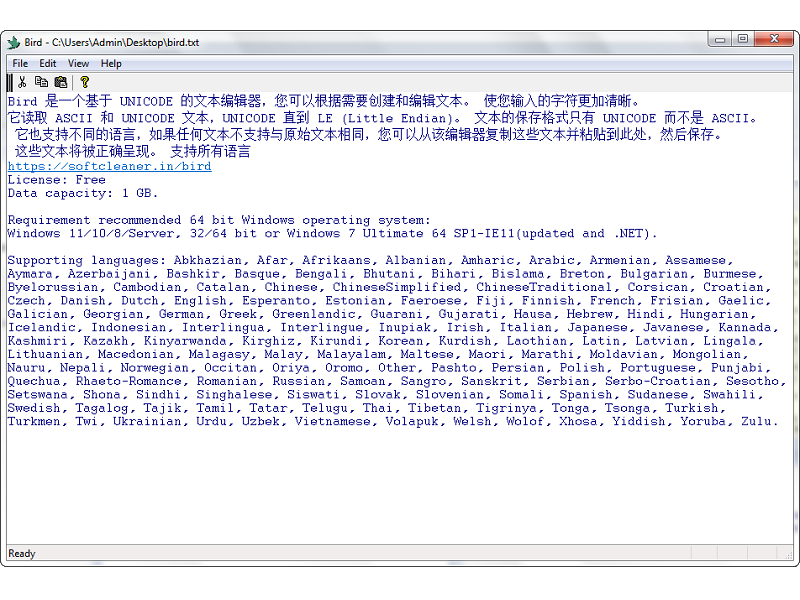 Bird - C:\Users\Admin\Desktop\bird.txt
File Edit View Help
Bird 是一个基于 UNICODE 的文本编辑器，您可以根据需要创建和编辑文本。 使您输入的字符更加清晰。
它读取 ASCII 和 UNICODE 文本，UNICODE 直到 LE (Little Endian)。 文本的保存格式只有 UNICODE 而不是 ASCII。
它也支持不同的语言，如果任何文本不支持与原始文本相同，您可以从该编辑器复制这些文本并粘贴到此处，然后保存。
这些文本将被正确呈现。 支持所有语言
https://softcleaner.in/bird
License: Free
Data capacity: 1 GB.
Requirement recommended 64 bit Windows operating system:
Windows 11/10/8/Server, 32/64 bit or Windows 7 Ultimate 64 SP1-IE11(updated and .NET).
Supporting languages: Abkhazian, Afar, Afrikaans, Albanian, Amharic, Arabic, Armenian, Assamese,
Aymara, Azerbaijani, Bashkir, Basque, Bengali, Bhutani, Bihari, Bislama, Breton, Bulgarian, Burmese,
Byelorussian, Cambodian, Catalan, Chinese, ChineseSimplified, ChineseTraditional, Corsican, Croatian,
Czech, Danish, Dutch, English, Esperanto, Estonian, Faeroese, Fiji, Finnish, French, Frisian, Gaelic,
Galician, Georgian, German, Greek, Greenlandic, Guarani, Gujarati, Hausa, Hebrew, Hindi, Hungarian,
Icelandic, Indonesian, Interlingua, Interlingue, Inupiak, Irish, Italian, Japanese, Javanese, Kannada,
Kashmiri, Kazakh, Kinyarwanda, Kirghiz, Kirundi, Korean, Kurdish, Laothian, Latin, Latvian, Lingala,
Lithuanian, Macedonian, Malagasy, Malay, Malayalam, Maltese, Maori, Marathi, Moldavian, Mongolian,
Nauru, Nepali, Norwegian, Occitan, Oriya, Oromo, Other, Pashto, Persian, Polish, Portuguese, Punjabi,
Quechua, Rhaeto-Romance, Romanian, Russian, Samoan, Sangro, Sanskrit, Serbian, Serbo-Croatian, Sesotho,
Setswana, Shona, Sindhi, Singhalese, Siswati, Slovak, Slovenian, Somali, Spanish, Sudanese, Swahili,
Swedish, Tagalog, Tajik, Tamil, Tatar, Telugu, Thai, Tibetan, Tigrinya, Tonga, Tsonga, Turkish,
Turkmen, Twi, Ukrainian, Urdu, Uzbek, Vietnamese, Volapuk, Welsh, Wolof, Xhosa, Yiddish, Yoruba, Zulu.
Ready